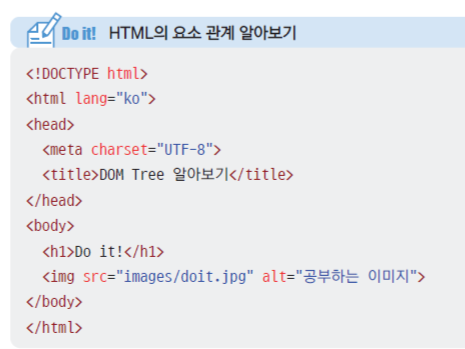 Do it! HTML의 요소 관계 알아보기
<!DOCTYPE html>
<html lang="ko">
<head>
<meta charset="UTF-8">
<title>DOM Tree 알아보기</title>
</head>
<body>
<h1>Do it!</h1>
<img src="images/doit.jpg" alt="공부하는 이미지">
</body>
</html>